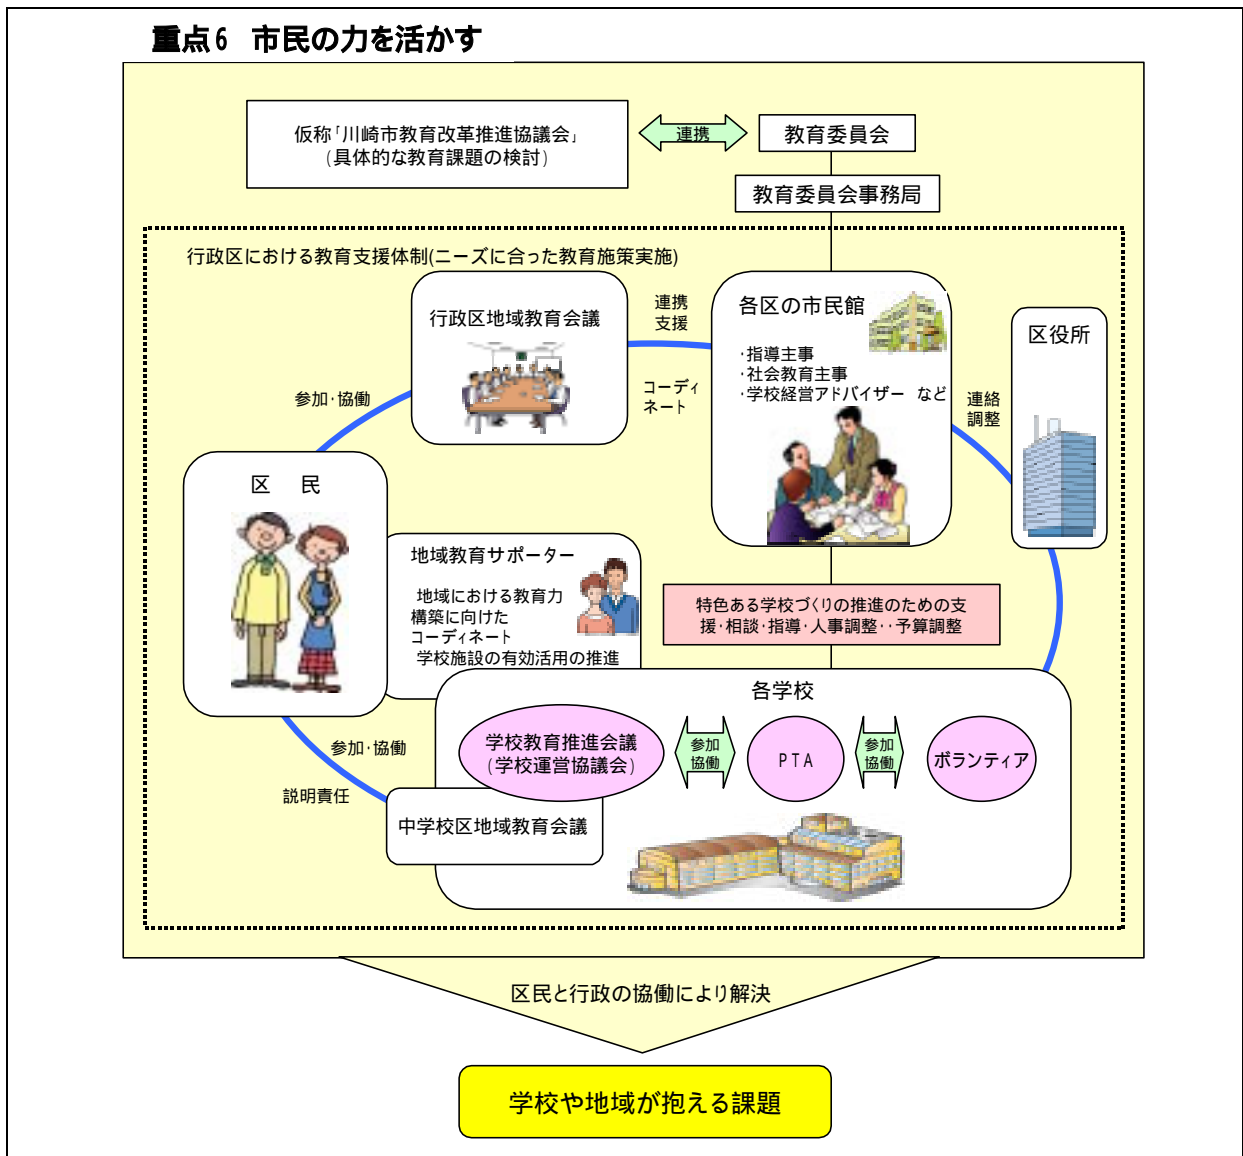 重点6 市民の力を活かす
仮称「川崎市教育改革推進協議会」
(具体的な教育課題の検討)
連携
教育委員会
教育委員会事務局
行政区における教育支援体制(ニーズに合った教育施策実施)
行政区地域教育会議
連携
支援
コーディ
ネート
各区の市民館
・指導主事
・社会教育主事
・学校経営アドバイザー など
区役所
連絡
調整
参加・協働
区 民
地域教育サポーター
地域における教育力
構築に向けた
コーディネート
学校施設の有効活用の推進
特色ある学校づくりの推進のための支
援・相談・指導・人事調整・・予算調整
各学校
学校教育推進会議
(学校運営協議会)
参加
協働
PTA
参加
協働
ボランティア
参加・協働
説明責任
中学校区地域教育会議
区民と行政の協働により解決
学校や地域が抱える課題